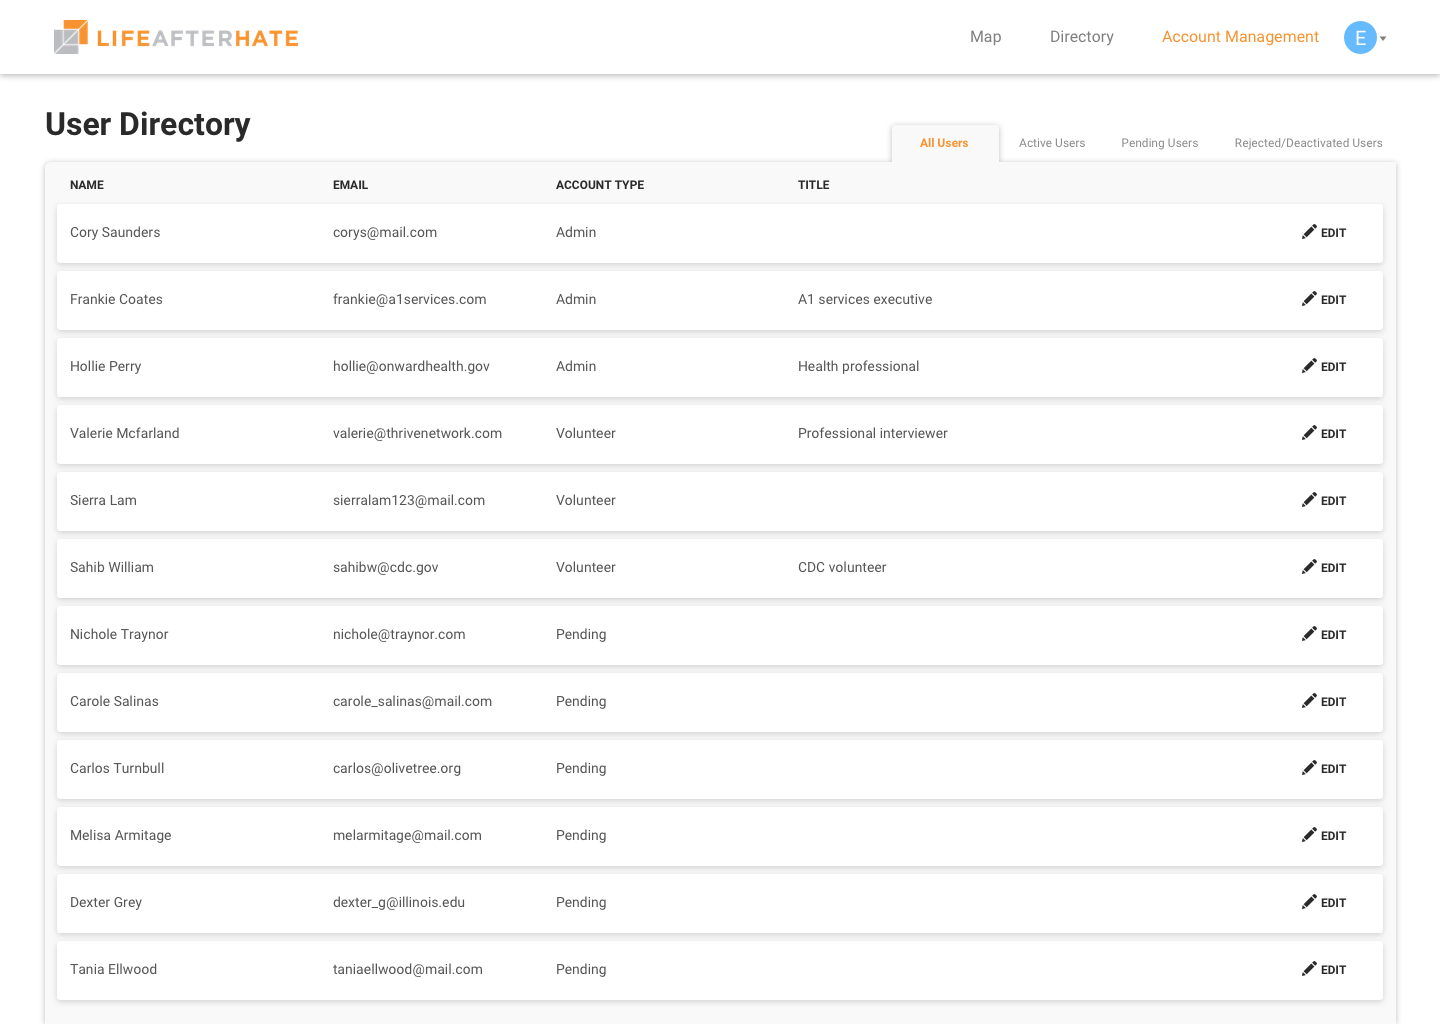 LIFEAFTERHATE
Map Directory Account Management E
User Directory
All Users Active Users Pending Users Rejected/Deactivated Users
NAME EMAIL ACCOUNT TYPE TITLE
Cory Saunders corys@mail.com Admin EDIT
Frankie Coates frankie@a1services.com Admin A1 services executive EDIT
Hollie Perry hollie@onwardhealth.gov Admin Health professional EDIT
Valerie Mcfarland valerie@thrivenetwork.com Volunteer Professional interviewer EDIT
Sierra Lam sierralam123@mail.com Volunteer EDIT
Sahib William sahibw@cdc.gov Volunteer CDC volunteer EDIT
Nichole Traynor nichole@traynor.com Pending EDIT
Carole Salinas carole_salinas@mail.com Pending EDIT
Carlos Turnbull carlos@olivetree.org Pending EDIT
Melisa Armitage melarmitage@mail.com Pending EDIT
Dexter Grey dexter_g@illinois.edu Pending EDIT
Tania Ellwood taniaellwood@mail.com Pending EDIT